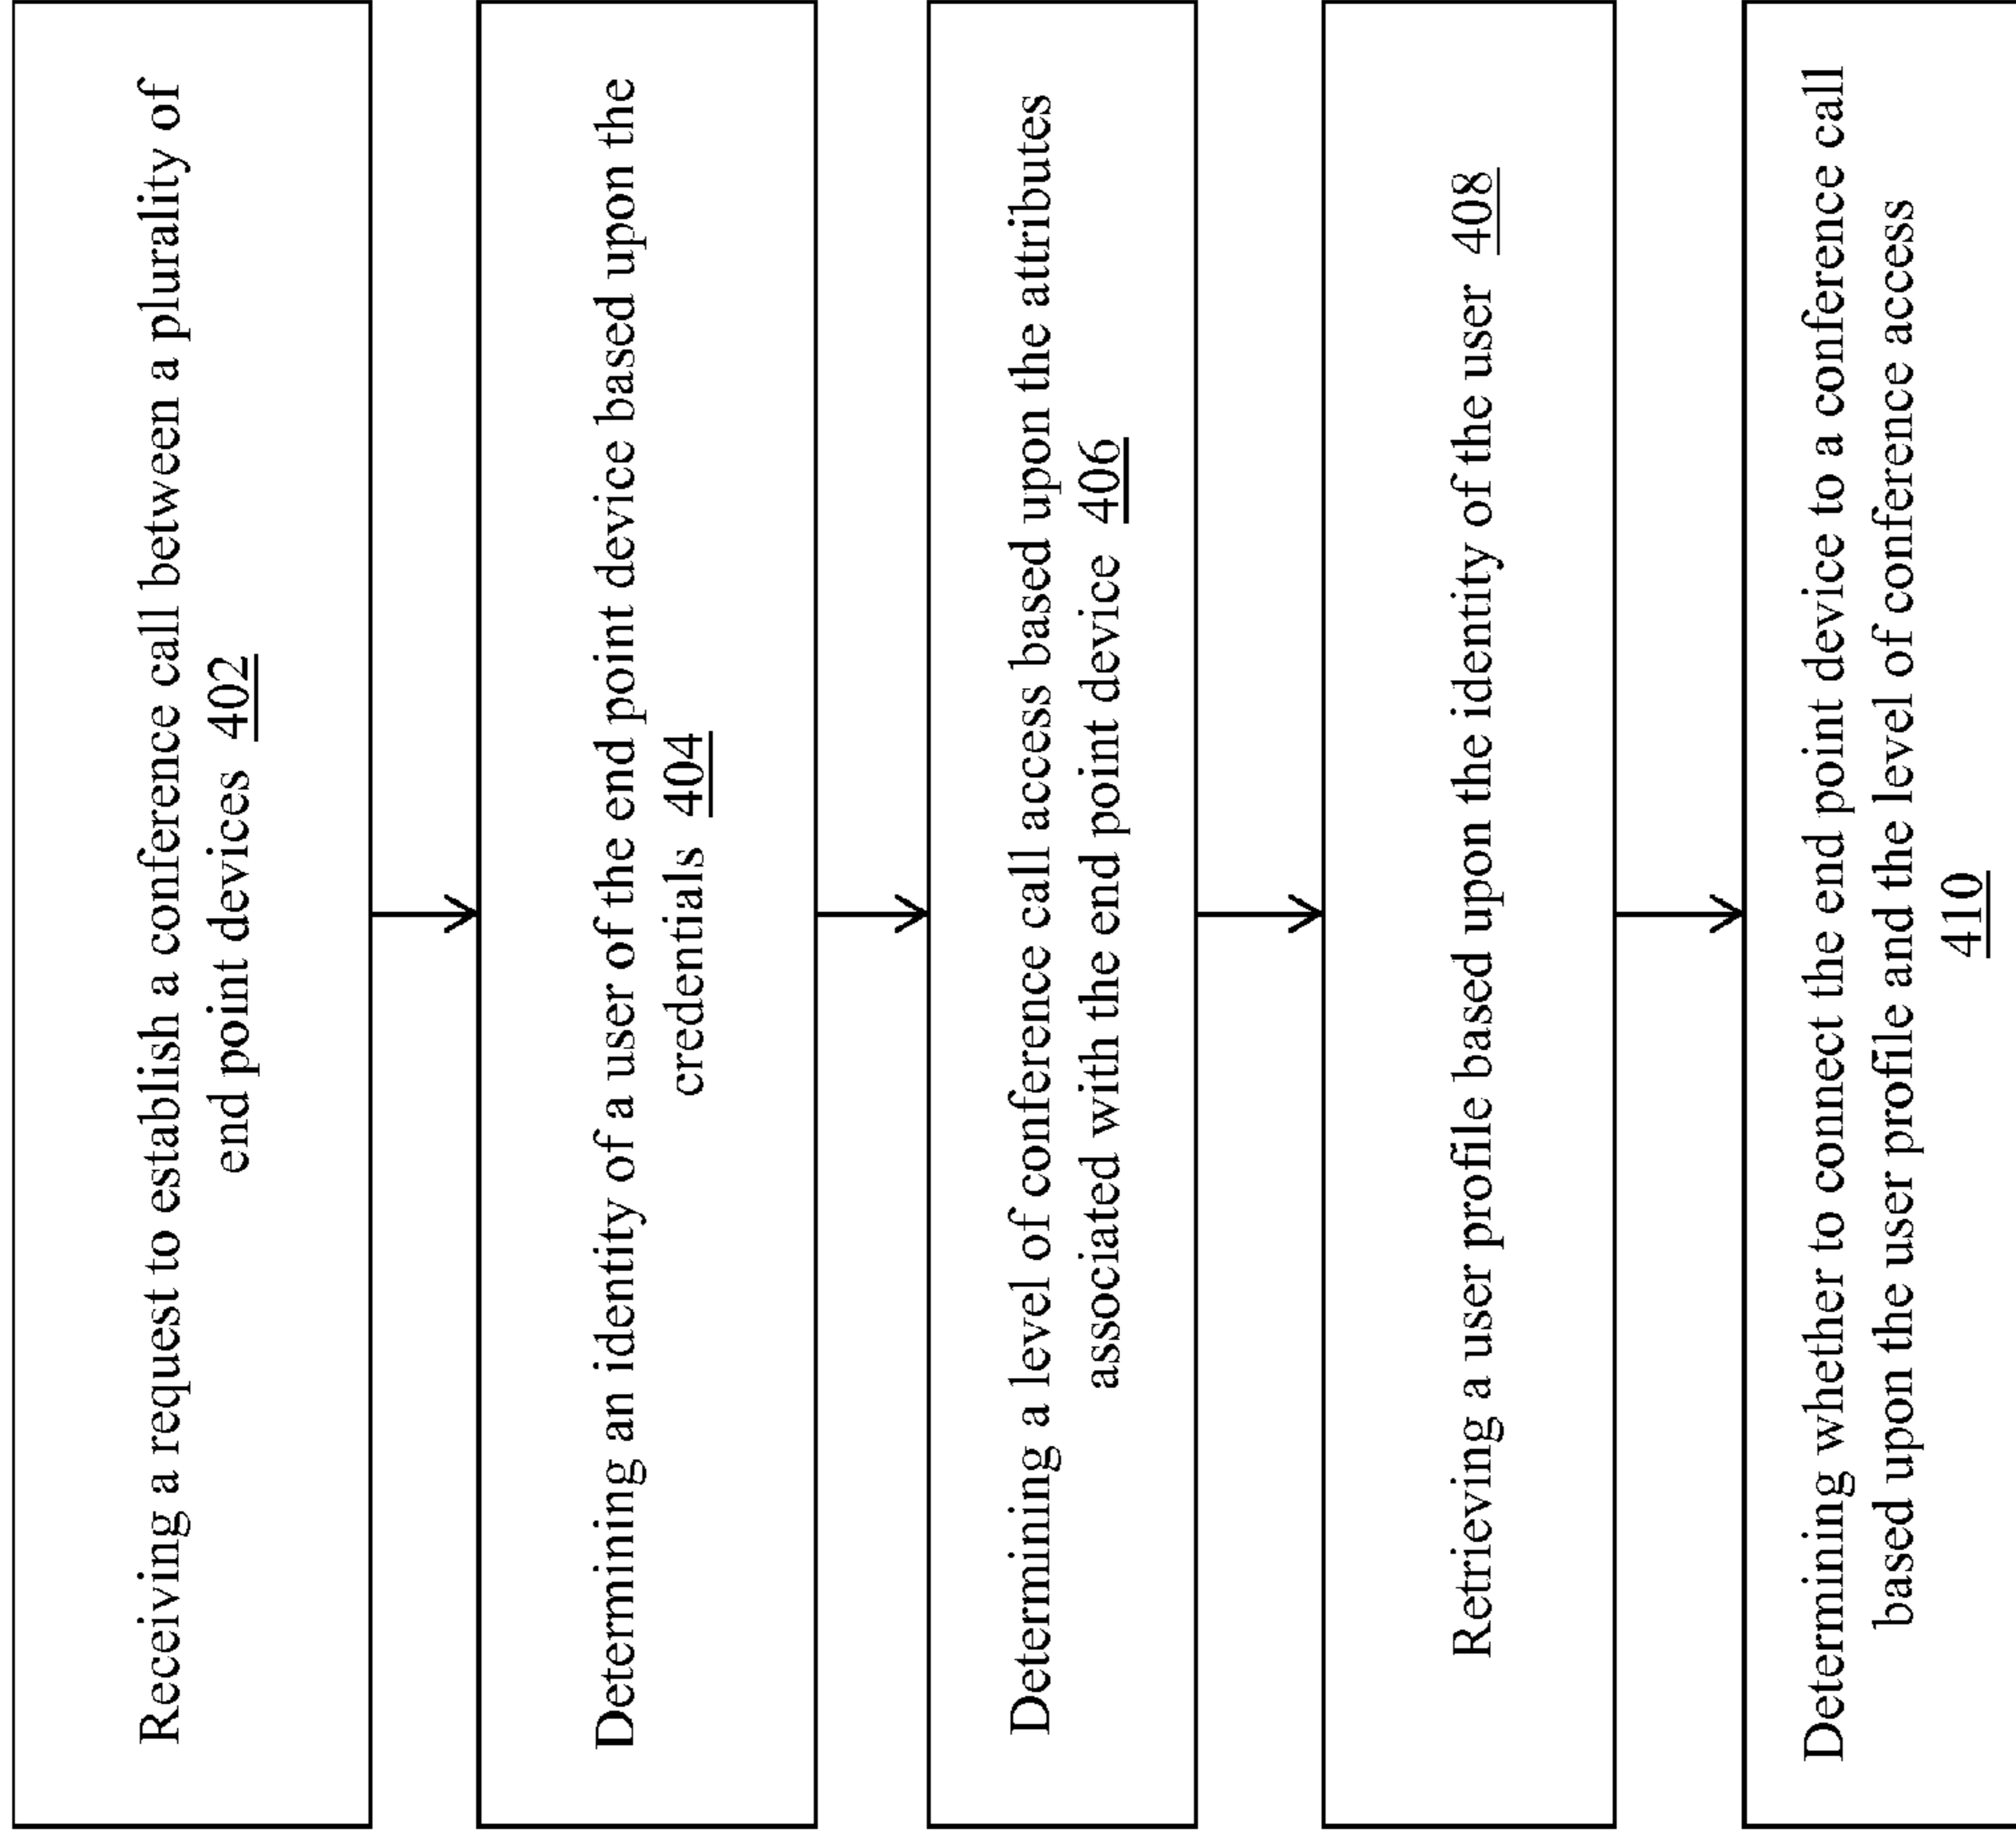 Receiving a request to establish a conference call between a plurality of
end point devices 402
Determining an identity of a user of the end point device based upon the
credentials 404
Determining a level of conference call access based upon the attributes
associated with the end point device 406
Retrieving a user profile based upon the identity of the user 408
Determining whether to connect the end point device to a conference call
based upon the user profile and the level of conference access
410